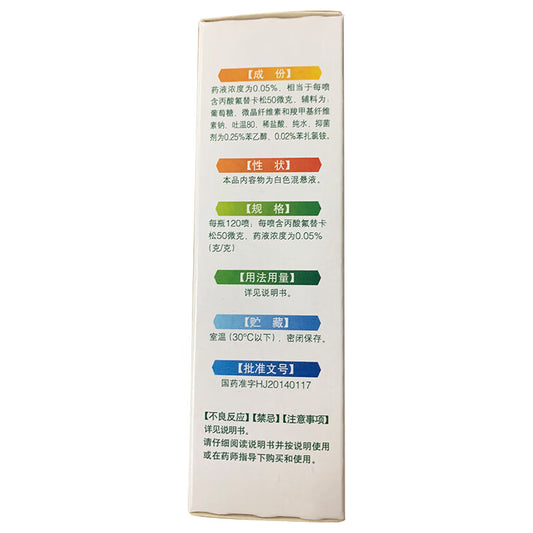 【成 份】
药液浓度为0.05%，相当于每喷
含丙酸氟替卡松50微克，辅料为：
葡萄糖、微晶纤维素和羧甲基纤维
素钠、吐温80、稀盐酸、纯水、抑菌
剂为0.25%苯乙醇、0.02%苯扎氯铵。
【性 状】
本品内容物为白色混悬液。
【规 格】
每瓶120喷；每喷含丙酸氟替卡
松50微克，药液浓度为0.05%
(克/克)
【用法用量】
详见说明书。
【贮 藏】
室温（30°C以下）、密闭保存。
【批准文号】
国药准字HJ20140117
【不良反应】【禁忌】【注意事项】
详见说明书。
请仔细阅读说明书并按说明使用
或在药师指导下购买和使用。